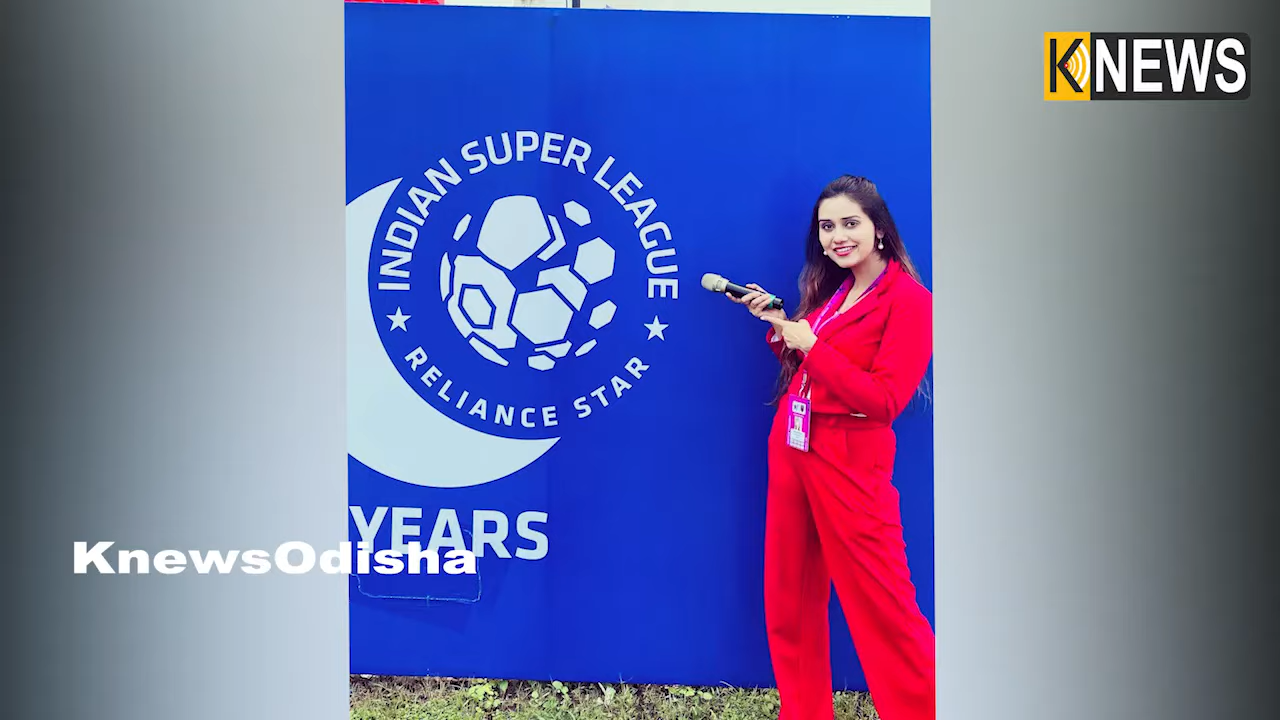 KNEWS
INDIAN SUPER LEAGUE
★ RELIANCE STAR ★
YEARS
KnewsOdisha